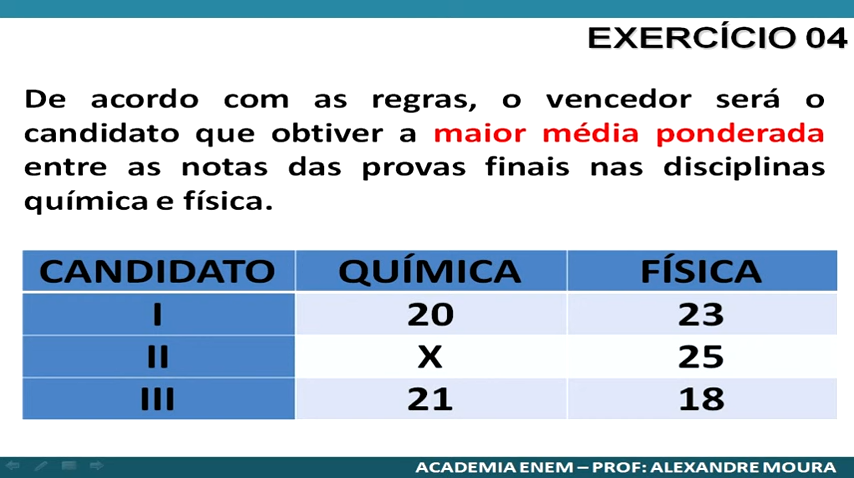 EXERCÍCIO 04
De acordo com as regras, o vencedor será o
candidato que obtiver a maior média ponderada
entre as notas das provas finais nas disciplinas
química e física.
CANDIDATO QUÍMICA FÍSICA
I 20 23
II X 25
III 21 18
ACADEMIA ENEM – PROF: ALEXANDRE MOURA